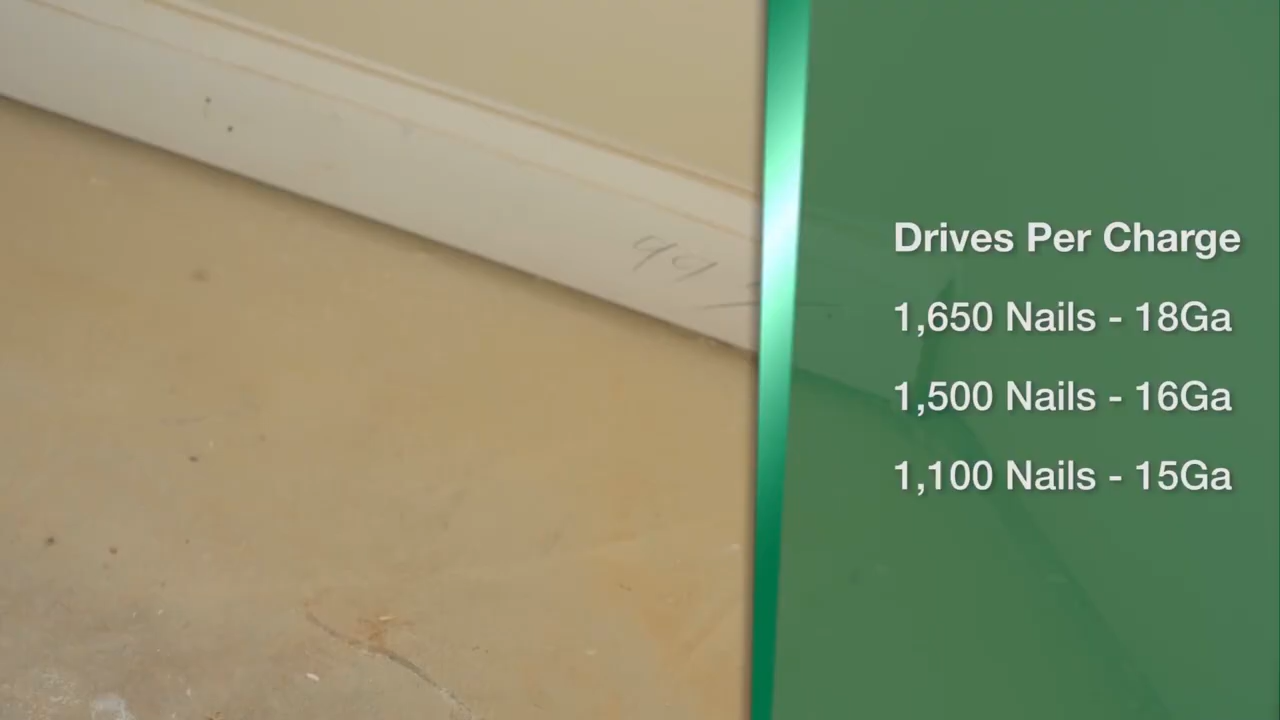 Drives Per Charge
1,650 Nails - 18Ga
1,500 Nails - 16Ga
1,100 Nails - 15Ga